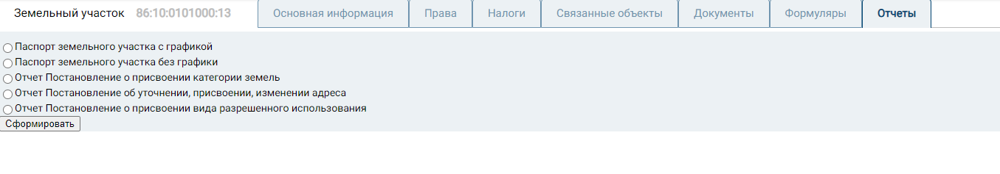 Земельный участок 86:10:0101000:13 Основная информация Права Налоги Связанные объекты Документы Формуляры Отчеты
Паспорт земельного участка с графикой
Паспорт земельного участка без графики
Отчет Постановление о присвоении категории земель
Отчет Постановление об уточнении, присвоении, изменении адреса
Отчет Постановление о присвоении вида разрешенного использования
Сформировать